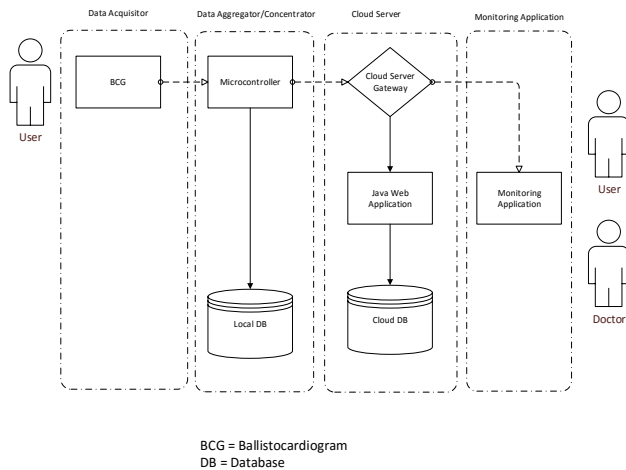 Data Acquisitor
Data Aggregator/Concentrator
Cloud Server
Monitoring Application
User
BCG
Microcontroller
Cloud Server
Gateway
User
Java Web
Application
Monitoring
Application
Doctor
Local DB
Cloud DB
BCG = Ballistocardiogram
DB = Database